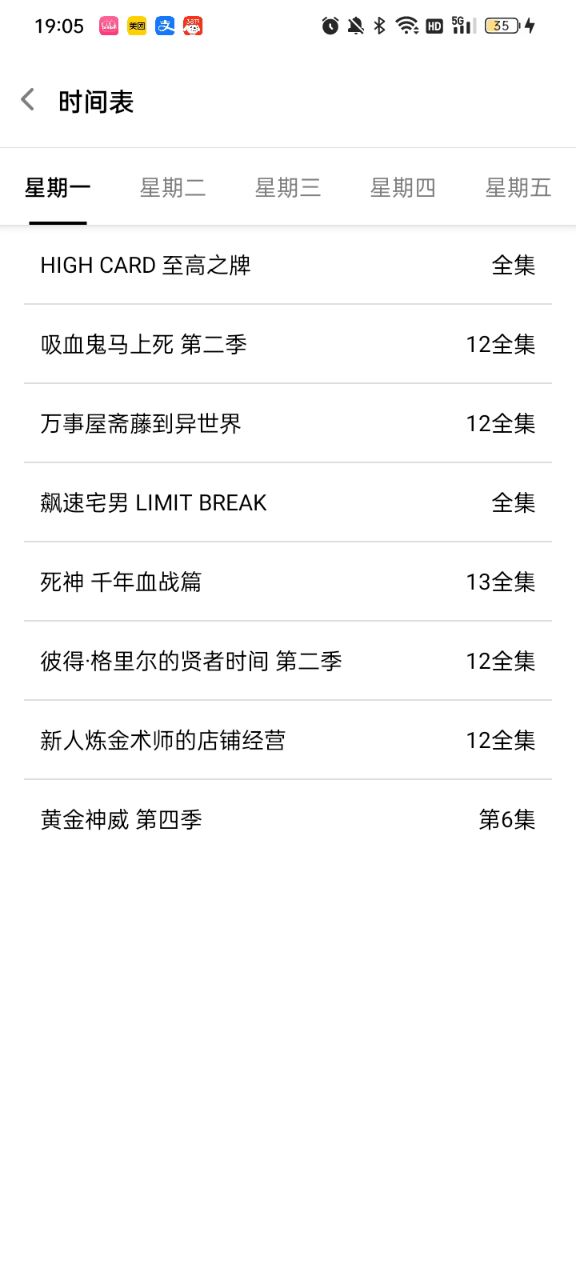 19:05 美团 支 HD 5G 35
时间表
星期一 星期二 星期三 星期四 星期五
HIGH CARD 至高之牌 全集
吸血鬼马上死 第二季 12全集
万事屋斋藤到异世界 12全集
飙速宅男 LIMIT BREAK 全集
死神 千年血战篇 13全集
彼得·格里尔的贤者时间 第二季 12全集
新人炼金术师的店铺经营 12全集
黄金神威 第四季 第6集